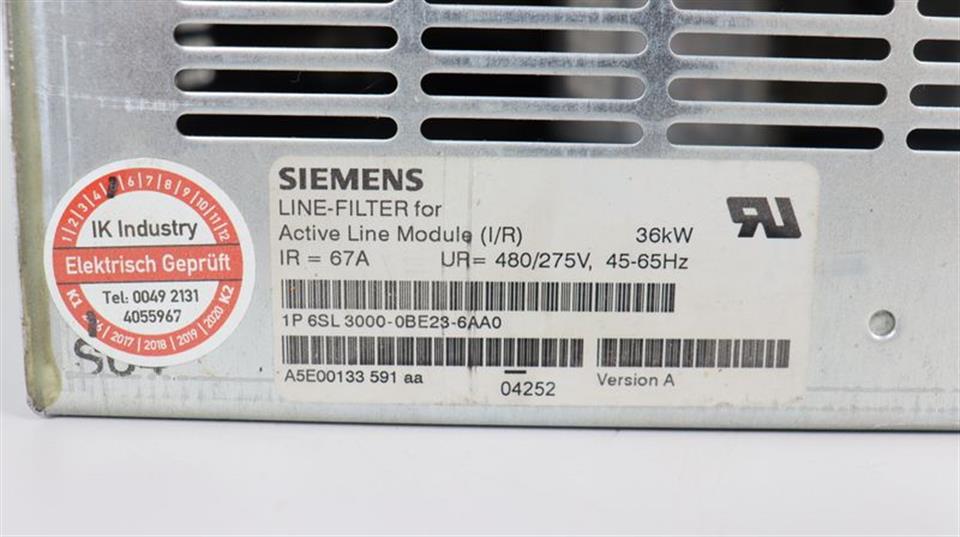 SIEMENS
LINE-FILTER for
Active Line Module (I/R) 36kW
IR = 67A UR= 480/275V, 45-65Hz
1P 6SL 3000-0BE23-6AA0
A5E00133 591 aa
04252
Version A
1|2|3|4| |6|7|8|9|10|11|12
IK Industry
Elektrisch Geprüft
Tel: 0049 2131
4055967
K1
K2
2017|2018|2019|2020